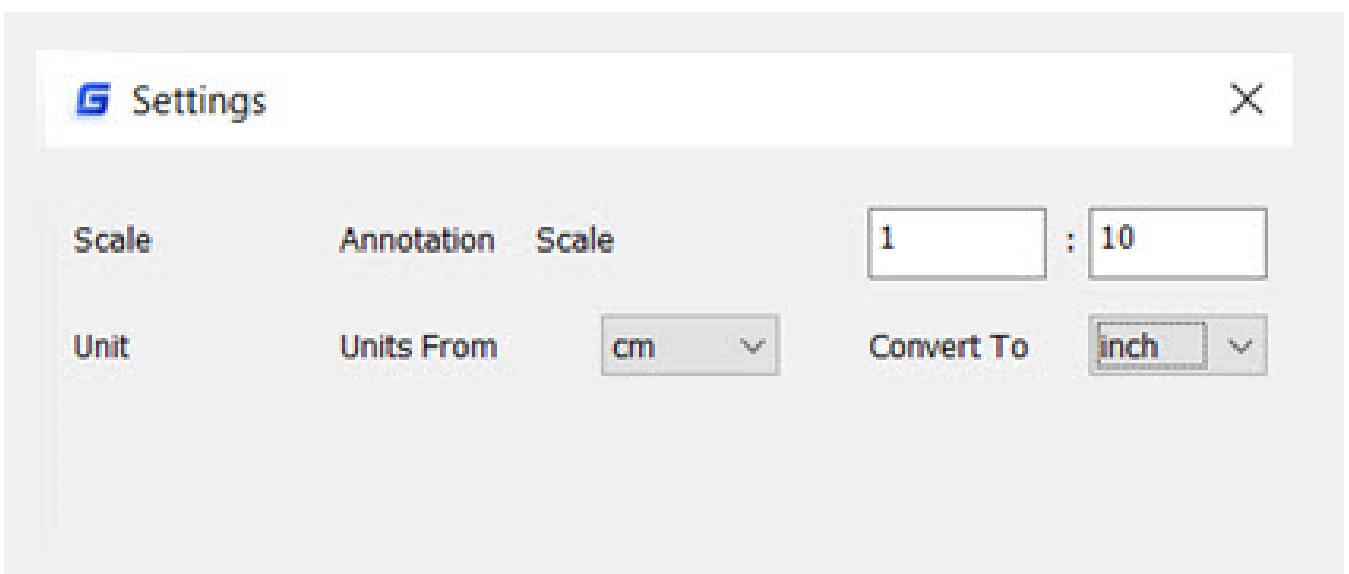 Settings
Scale Annotation Scale 1 : 10
Unit Units From cm Convert To inch